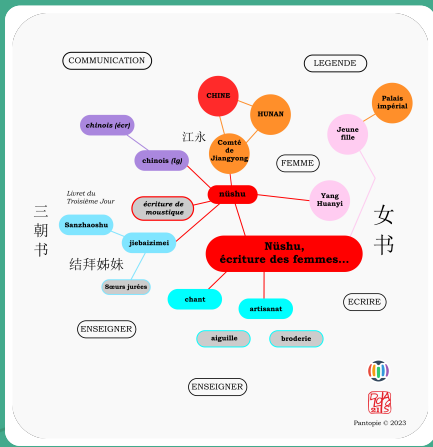 COMMUNICATION
LEGENDE
CHINE
Palais
impérial
HUNAN
chinois (écr)
Jeune
fille
江永
Comté
de
Jiangyong
chinois (lg)
FEMME
nüshu
Yang
Huanyi
Livret du
Troisième Jour
écriture de
moustique
三朝书
女书
Sanzhaoshu
jiebaizimei
Nüshu,
écriture des femmes...
结拜姊妹
Sœurs jurées
chant
artisanat
ECRIRE
ENSEIGNER
aiguille
broderie
ENSEIGNER
Pantopie © 2023